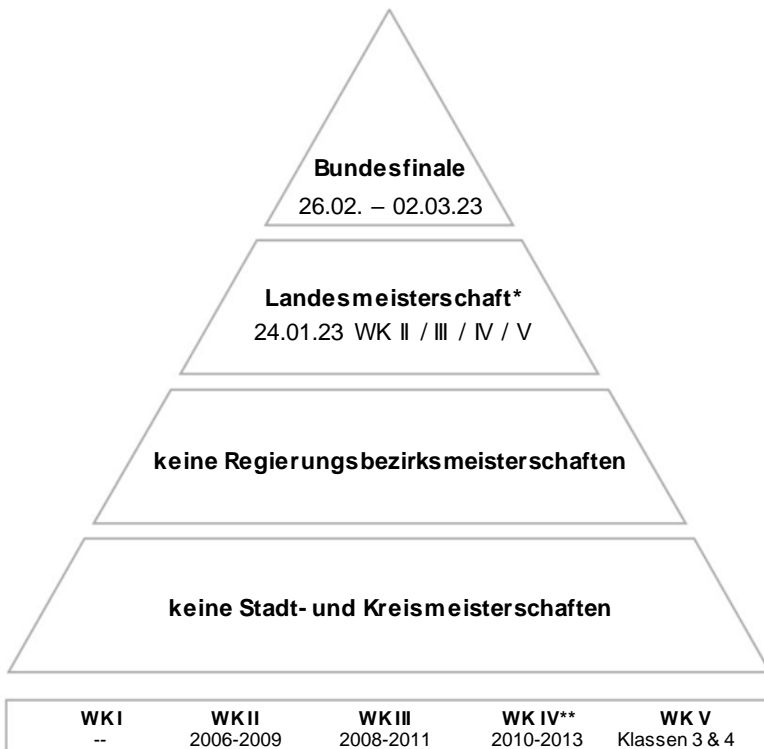 Bundesfinale
26.02. – 02.03.23
Landesmeisterschaft*
24.01.23 WK II / III / IV / V
keine Regierungsbezirksmeisterschaften
keine Stadt- und Kreismeisterschaften
WK I WK II WK III WK IV** WK V
-- 2006-2009 2008-2011 2010-2013 Klassen 3 & 4